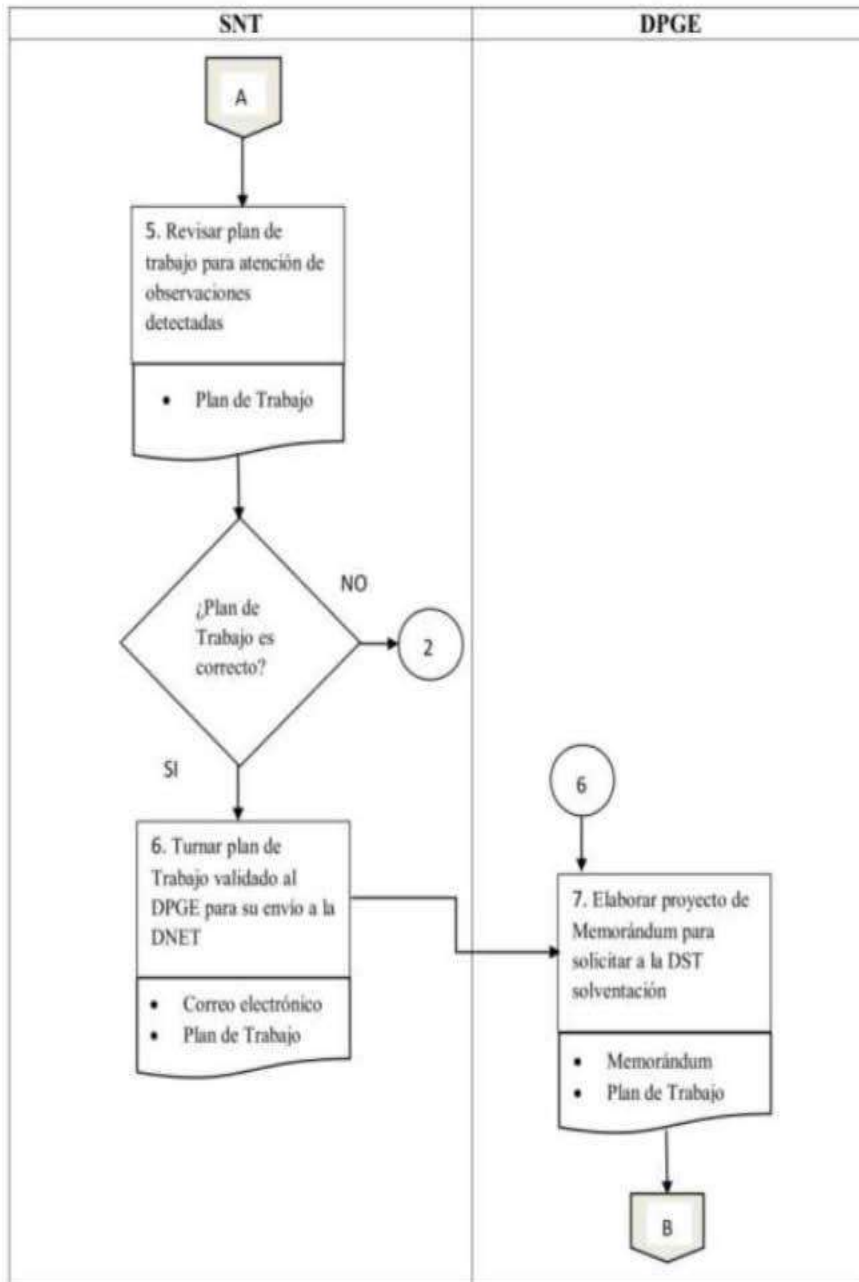 SNT
DPGE
A
5. Revisar plan de
trabajo para atención de
observaciones
detectadas
• Plan de Trabajo
¿Plan de
Trabajo es
correcto?
NO
2
SI
6. Turnar plan de
Trabajo validado al
DPGE para su envío a la
DNET
• Correo electrónico
• Plan de Trabajo
6
7. Elaborar proyecto de
Memorándum para
solicitar a la DST
solventación
• Memorándum
• Plan de Trabajo
B